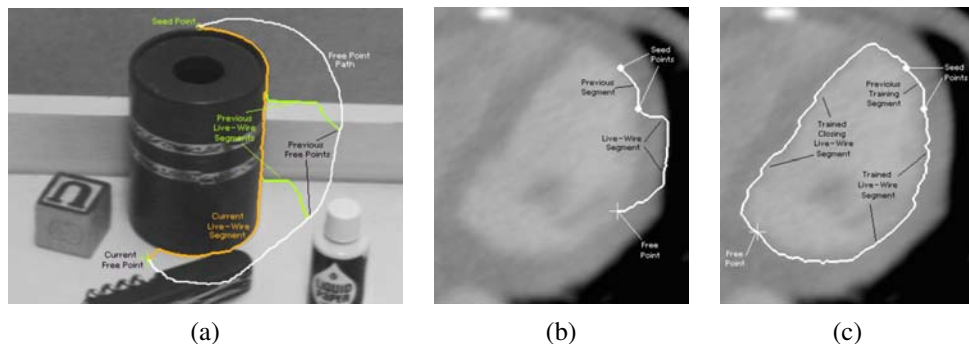 Seed Point
Free Point
Path
Previous
Live-Wire
Segments
Previous
Free Points
Current
Live-Wire
Segment
Current
Free Point
LIQUID
PAPER
(a)
Seed
Points
Previous
Segment
Live-Wire
Segment
Free
Point
(b)
Seed
Points
Previous
Training
Segment
Trained
Closing
Live-Wire
Segment
Trained
Live-Wire
Segment
Free
Point
(c)